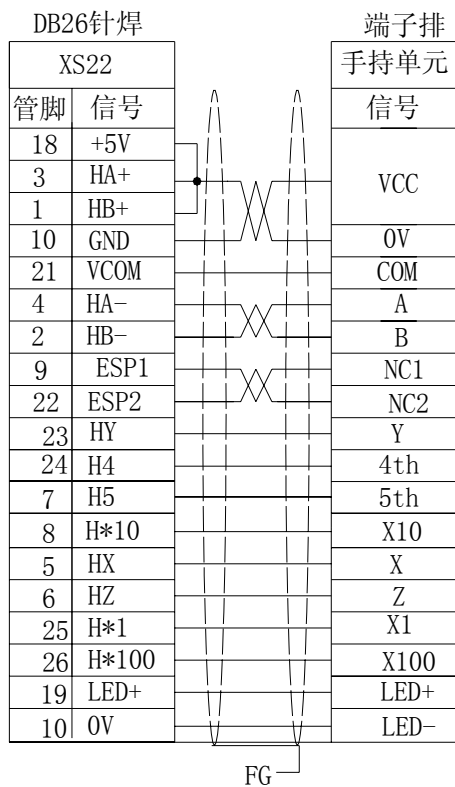 DB26针焊 端子排
XS22 手持单元
管脚 信号 信号
18 +5V
3 HA+ VCC
1 HB+
10 GND 0V
21 VCOM COM
4 HA- A
2 HB- B
9 ESP1 NC1
22 ESP2 NC2
23 HY Y
24 H4 4th
7 H5 5th
8 H*10 X10
5 HX X
6 HZ Z
25 H*1 X1
26 H*100 X100
19 LED+ LED+
10 0V LED-
FG